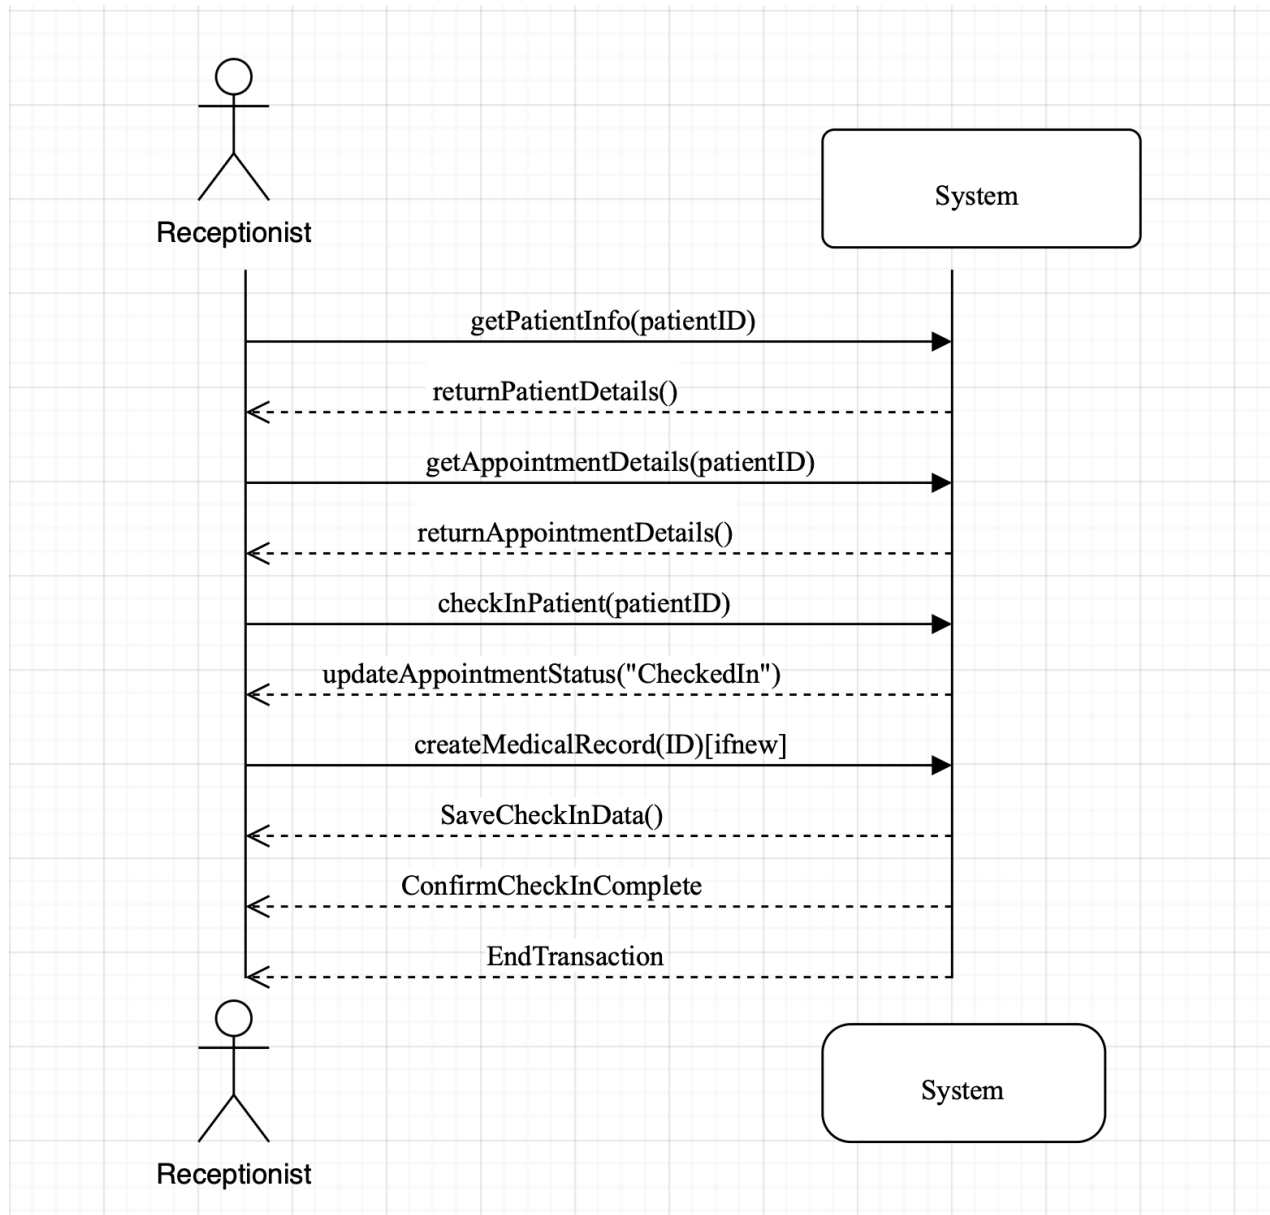 Receptionist
System
getPatientInfo(patientID)
returnPatientDetails()
getAppointmentDetails(patientID)
returnAppointmentDetails()
checkInPatient(patientID)
updateAppointmentStatus("CheckedIn")
createMedicalRecord(ID)[ifnew]
SaveCheckInData()
ConfirmCheckInComplete
EndTransaction
System
Receptionist